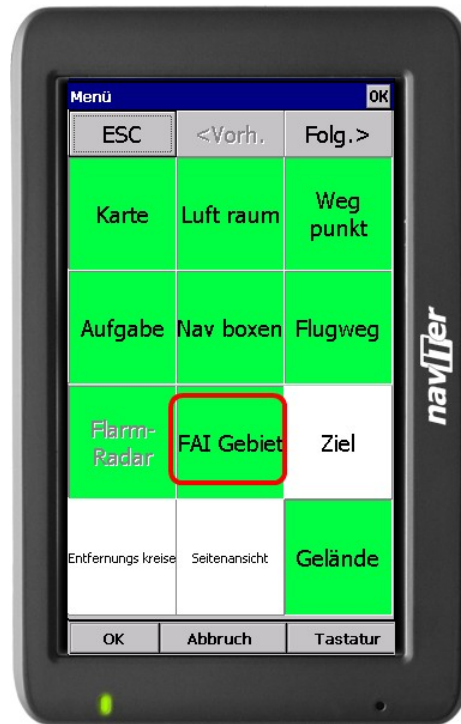 Menü OK
ESC <Vorh. Folg.>
Karte Luft raum Weg
punkt
Aufgabe Nav boxen Flugweg
Flarm-
Radar FAI Gebiet Ziel
Entfernungs kreise Seitenansicht Gelände
OK Abbruch Tastatur
naviter